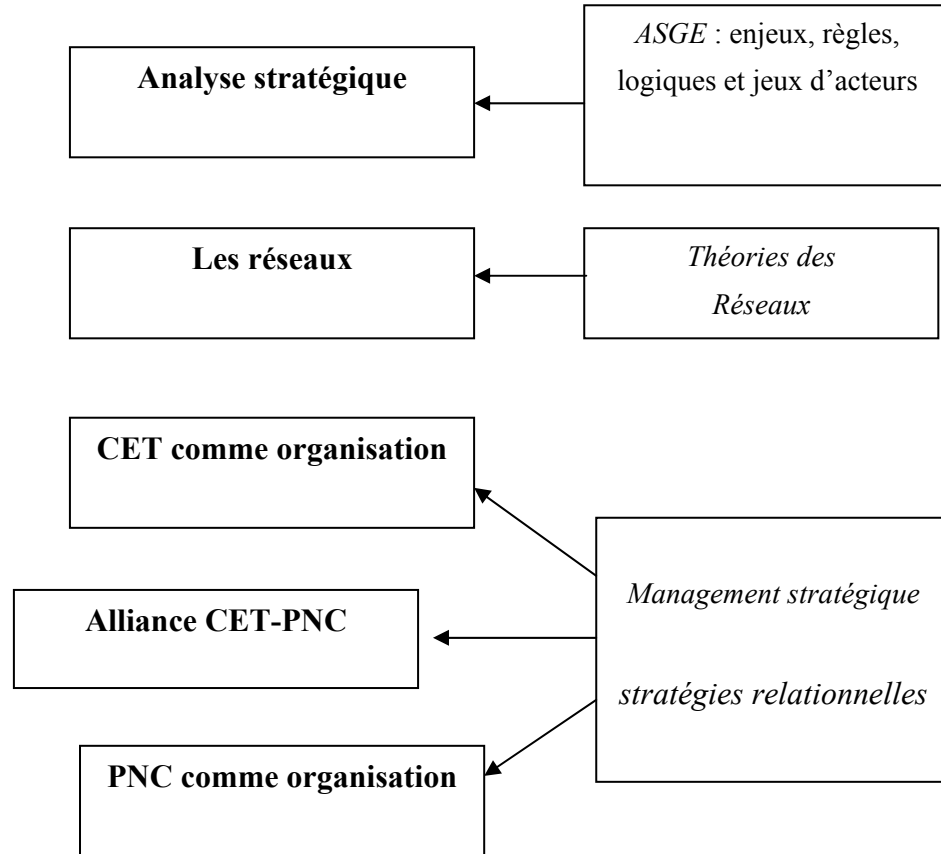 Analyse stratégique
ASGE : enjeux, règles,
logiques et jeux d’acteurs
Les réseaux
Théories des
Réseaux
CET comme organisation
Alliance CET-PNC
PNC comme organisation
Management stratégique
stratégies relationnelles